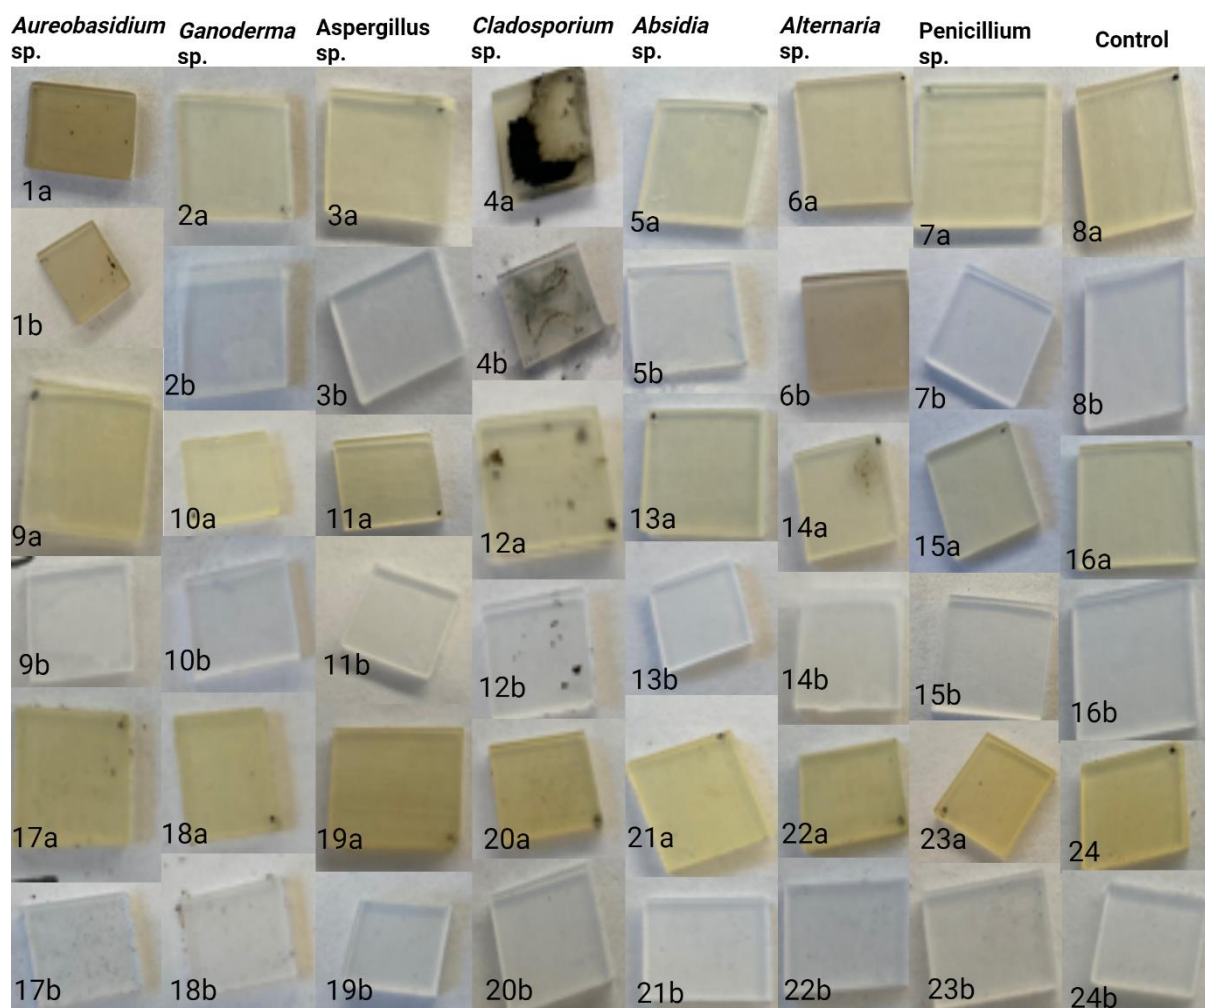 Aureobasidium sp. Ganoderma sp. Aspergillus sp. Cladosporium sp. Absidia sp. Alternaria sp. Penicillium sp. Control
1a 2a 3a 4a 5a 6a 7a 8a
1b 2b 3b 4b 5b 6b 7b 8b
9a 10a 11a 12a 13a 14a 15a 16a
9b 10b 11b 12b 13b 14b 15b 16b
17a 18a 19a 20a 21a 22a 23a 24
17b 18b 19b 20b 21b 22b 23b 24b